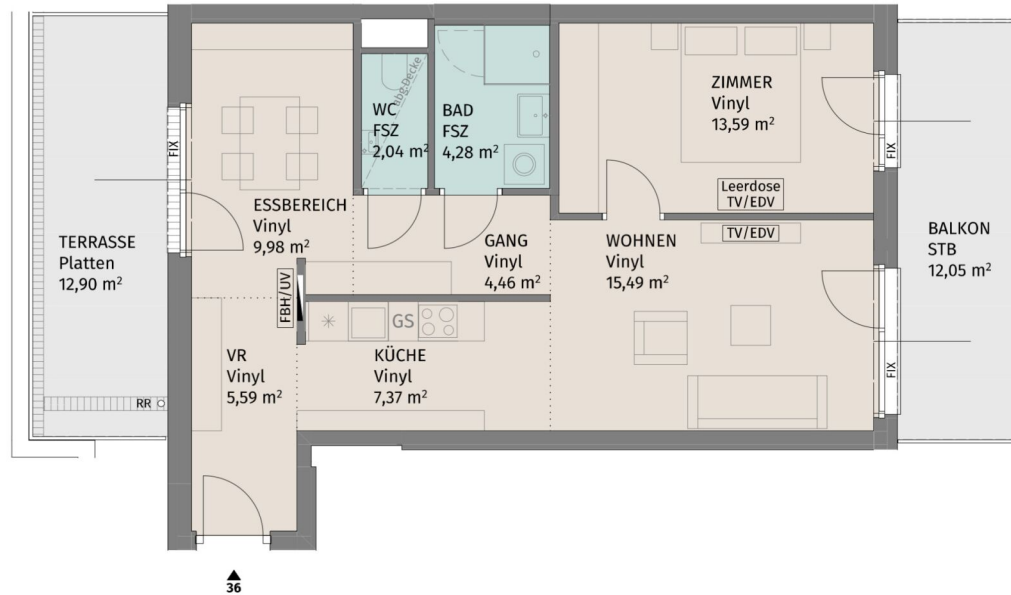 WC
FSZ
2,04 m²
abg.Decke
BAD
FSZ
4,28 m²
ZIMMER
Vinyl
13,59 m²
FIX
FIX
Leerdose
TV/EDV
ESSBEREICH
Vinyl
9,98 m²
TERRASSE
Platten
12,90 m²
GANG
Vinyl
4,46 m²
WOHNEN
Vinyl
15,49 m²
TV/EDV
BALKON
STB
12,05 m²
FBH/UV
GS
VR
Vinyl
5,59 m²
KÜCHE
Vinyl
7,37 m²
FIX
RR
36